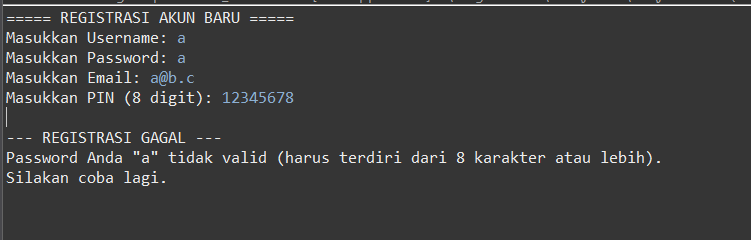 ===== REGISTRASI AKUN BARU =====
Masukkan Username: a
Masukkan Password: a
Masukkan Email: a@b.c
Masukkan PIN (8 digit): 12345678
--- REGISTRASI GAGAL ---
Password Anda "a" tidak valid (harus terdiri dari 8 karakter atau lebih).
Silakan coba lagi.